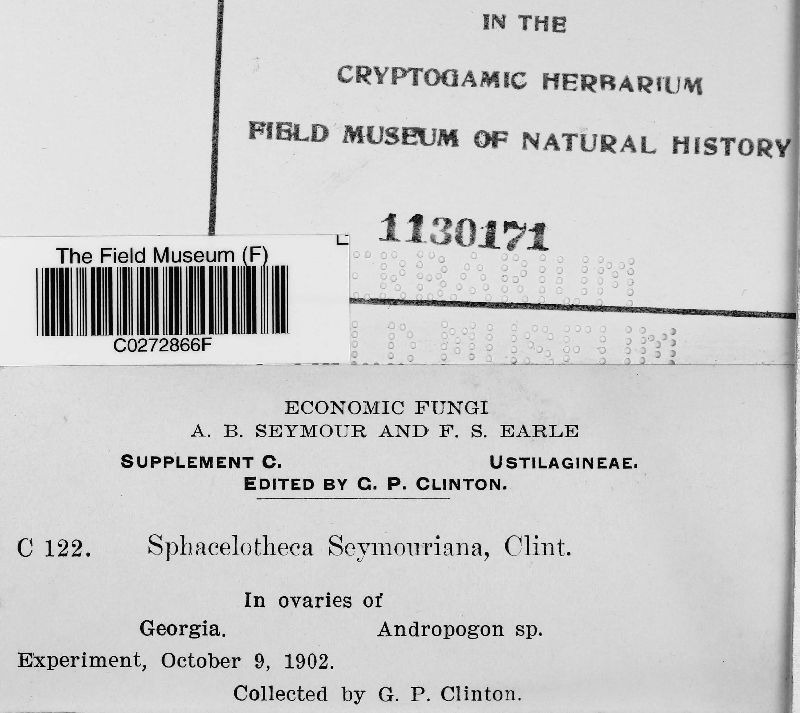 IN THE
CRYPTOGAMIC HERBARIUM
FIELD MUSEUM OF NATURAL HISTORY
1130171
The Field Museum (F)
C0272866F
ECONOMIC FUNGI
A. B. SEYMOUR AND F. S. EARLE
SUPPLEMENT C. USTILAGINEAE.
EDITED BY G. P. CLINTON.
C 122. Sphacelotheca Seymouriana, Clint.
In ovaries of
Georgia. Andropogon sp.
Experiment, October 9, 1902.
Collected by G. P. Clinton.